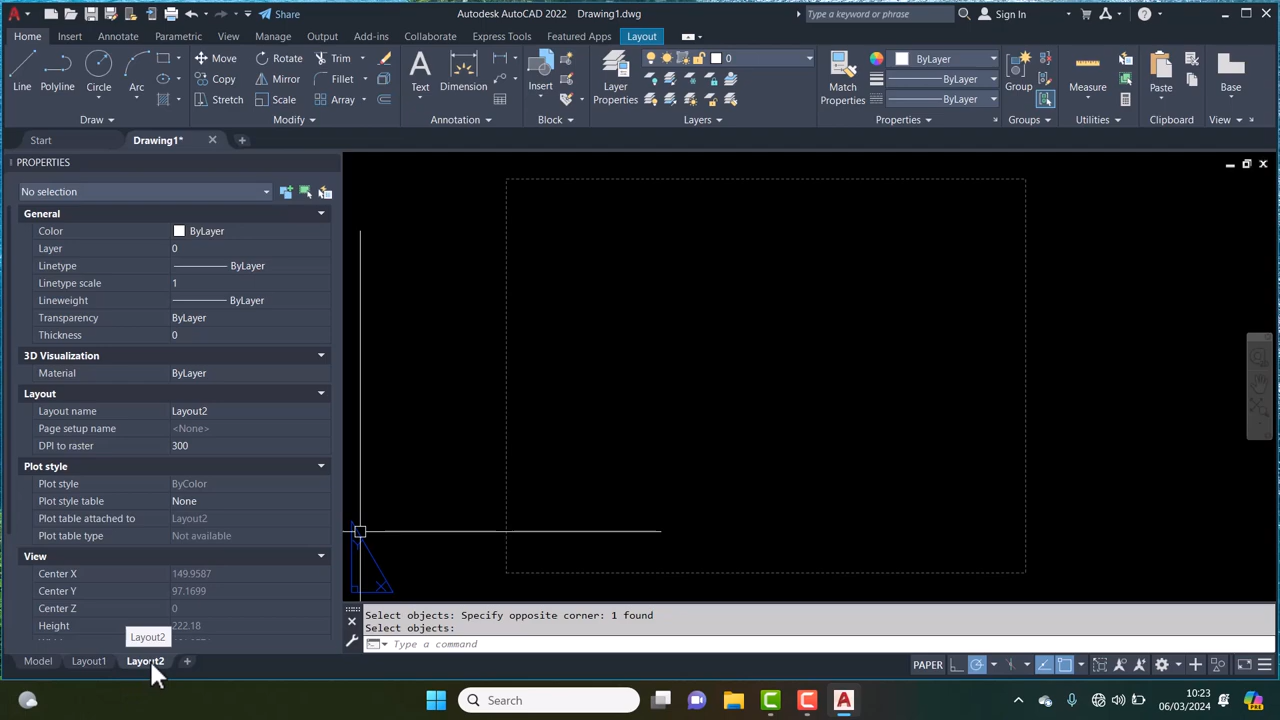 Share
Autodesk AutoCAD 2022 Drawing1.dwg
Type a keyword or phrase
Sign In
Home Insert Annotate Parametric View Manage Output Add-ins Collaborate Express Tools Featured Apps Layout
Line Polyline Circle Arc
Move Rotate Trim
Copy Mirror Fillet
Stretch Scale Array
Text Dimension
Insert
Layer Properties
0
Match Properties
ByLayer
ByLayer
ByLayer
Group
Measure
Paste
Base
Draw Modify Annotation Block Layers Properties Groups Utilities Clipboard View
Start Drawing1*
PROPERTIES
No selection
General
Color ByLayer
Layer 0
Linetype ByLayer
Linetype scale 1
Lineweight ByLayer
Transparency ByLayer
Thickness 0
3D Visualization
Material ByLayer
Layout
Layout name Layout2
Page setup name <None>
DPI to raster 300
Plot style
Plot style ByColor
Plot style table None
Plot table attached to Layout2
Plot table type Not available
View
Center X 149.9587
Center Y 97.1699
Center Z 0
Height 222.18
Layout2
Y
X
Select objects: Specify opposite corner: 1 found
Select objects:
Type a command
Model Layout1 Layout2
PAPER
Search
10:23
06/03/2024